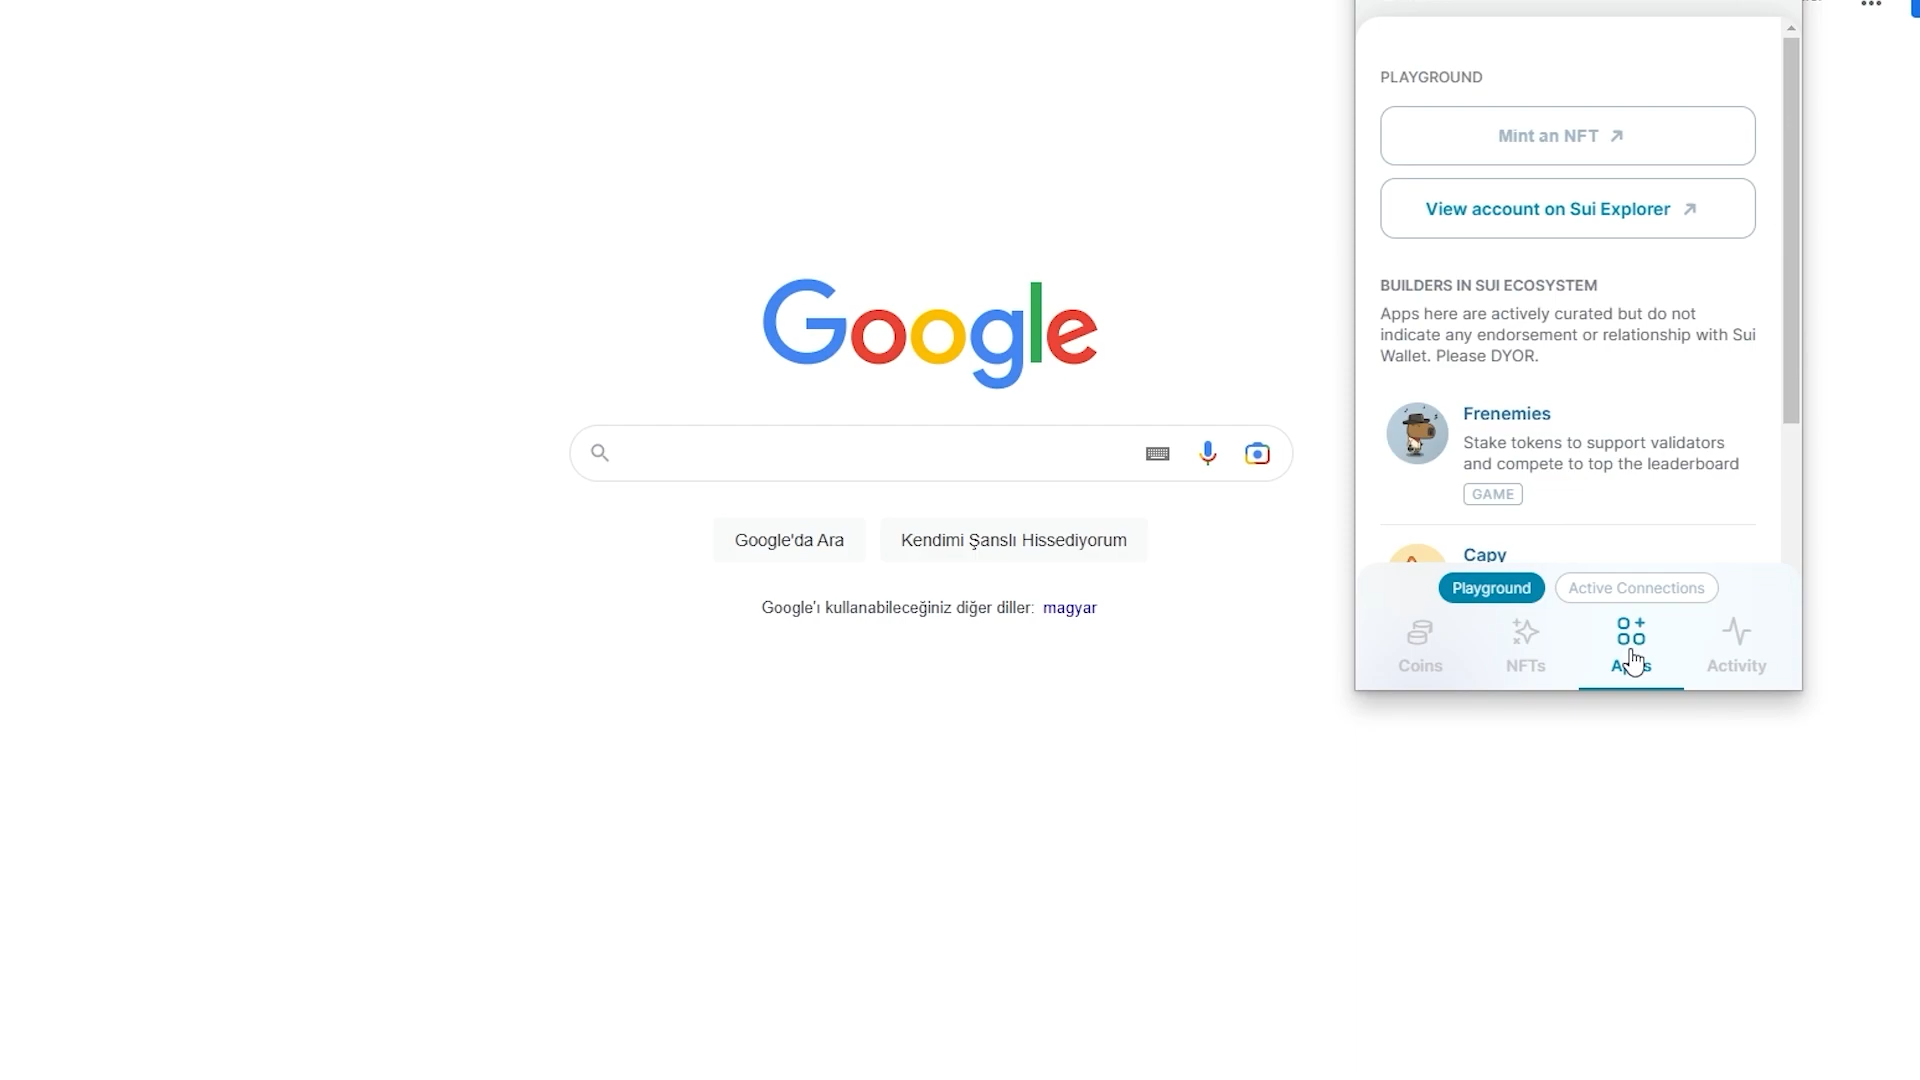 PLAYGROUND
Mint an NFT
View account on Sui Explorer
BUILDERS IN SUI ECOSYSTEM
Apps here are actively curated but do not
indicate any endorsement or relationship with Sui
Wallet. Please DYOR.
Frenemies
Stake tokens to support validators
and compete to top the leaderboard
GAME
Capy
Playground
Active Connections
Coins
NFTs
Apps
Activity
Google
Google'da Ara
Kendimi Şanslı Hissediyorum
Google'ı kullanabileceğiniz diğer diller: magyar